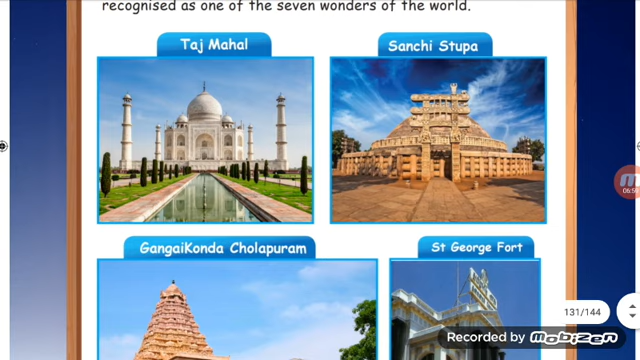 recognised as one of the seven wonders of the world.
Taj Mahal
Sanchi Stupa
GangaiKonda Cholapuram
St George Fort
131/144
Recorded by Mobizen